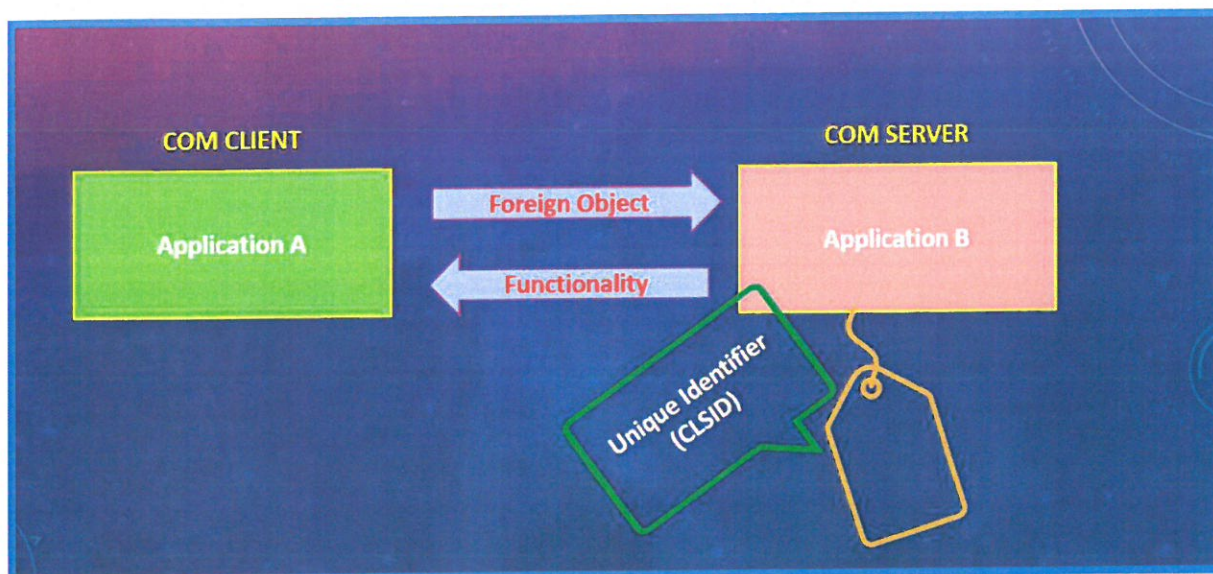 COM CLIENT
COM SERVER
Application A
Foreign Object
Functionality
Application B
Unique Identifier
(CLSID)